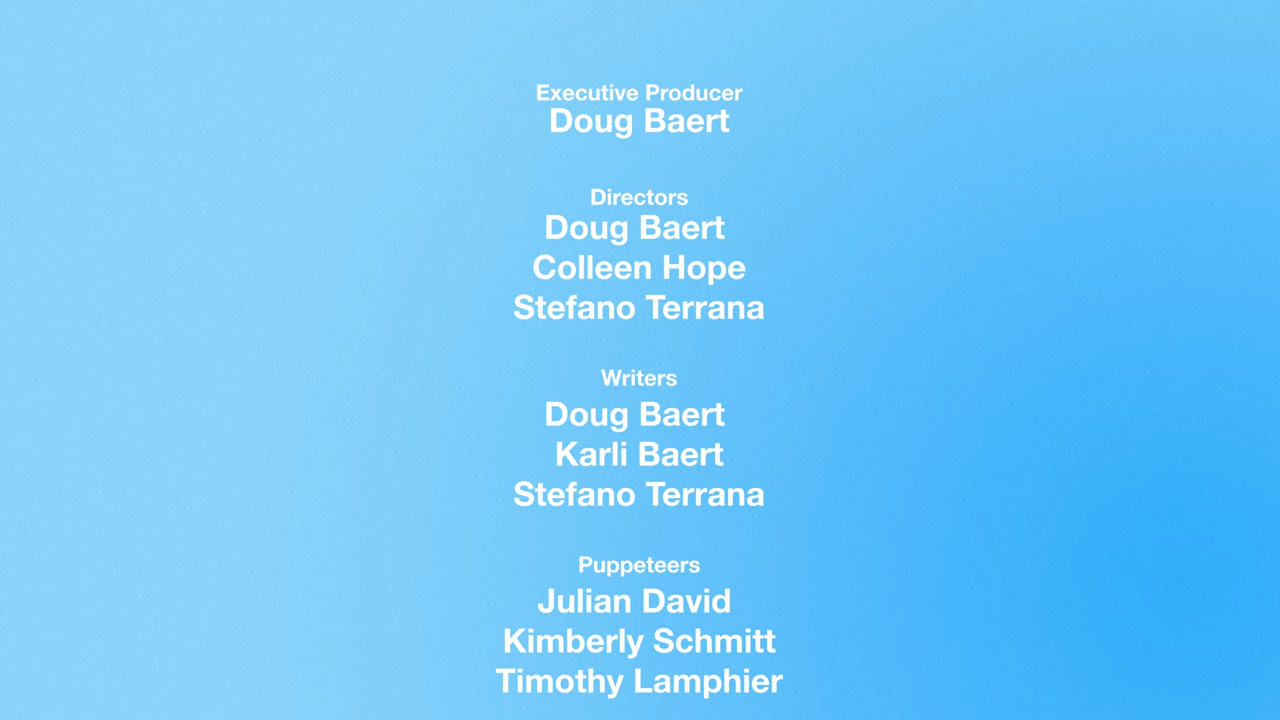 Executive Producer
Doug Baert
Directors
Doug Baert
Colleen Hope
Stefano Terrana
Writers
Doug Baert
Karli Baert
Stefano Terrana
Puppeteers
Julian David
Kimberly Schmitt
Timothy Lamphier